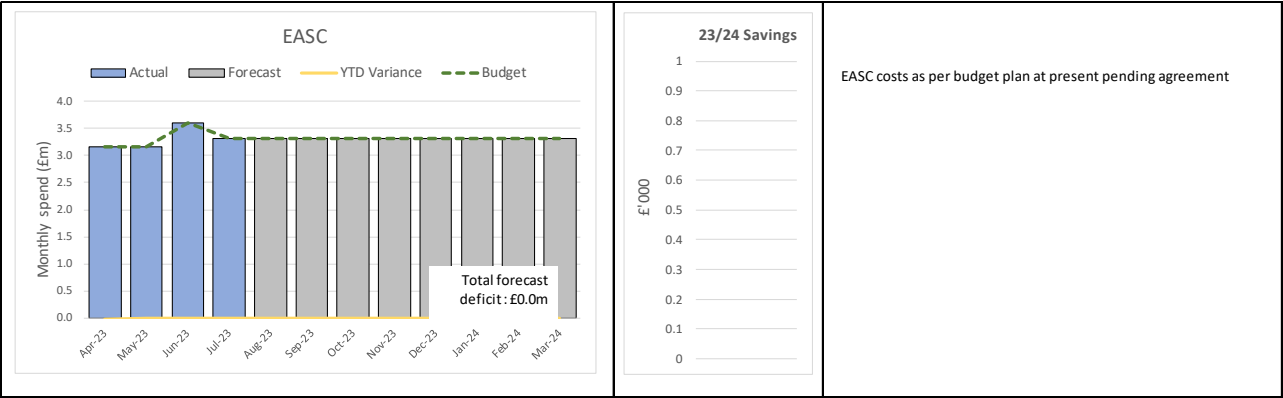 EASC
Actual
Forecast
YTD Variance
Budget
Monthly spend (£m)
4.0
3.5
3.0
2.5
2.0
1.5
1.0
0.5
0.0
Total forecast
deficit: £0.0m
Apr-23
May-23
Jun-23
Jul-23
Aug-23
Sep-23
Oct-23
Nov-23
Dec-23
Jan-24
Feb-24
Mar-24
23/24 Savings
£'000
1
0.9
0.8
0.7
0.6
0.5
0.4
0.3
0.2
0.1
0
EASC costs as per budget plan at present pending agreement